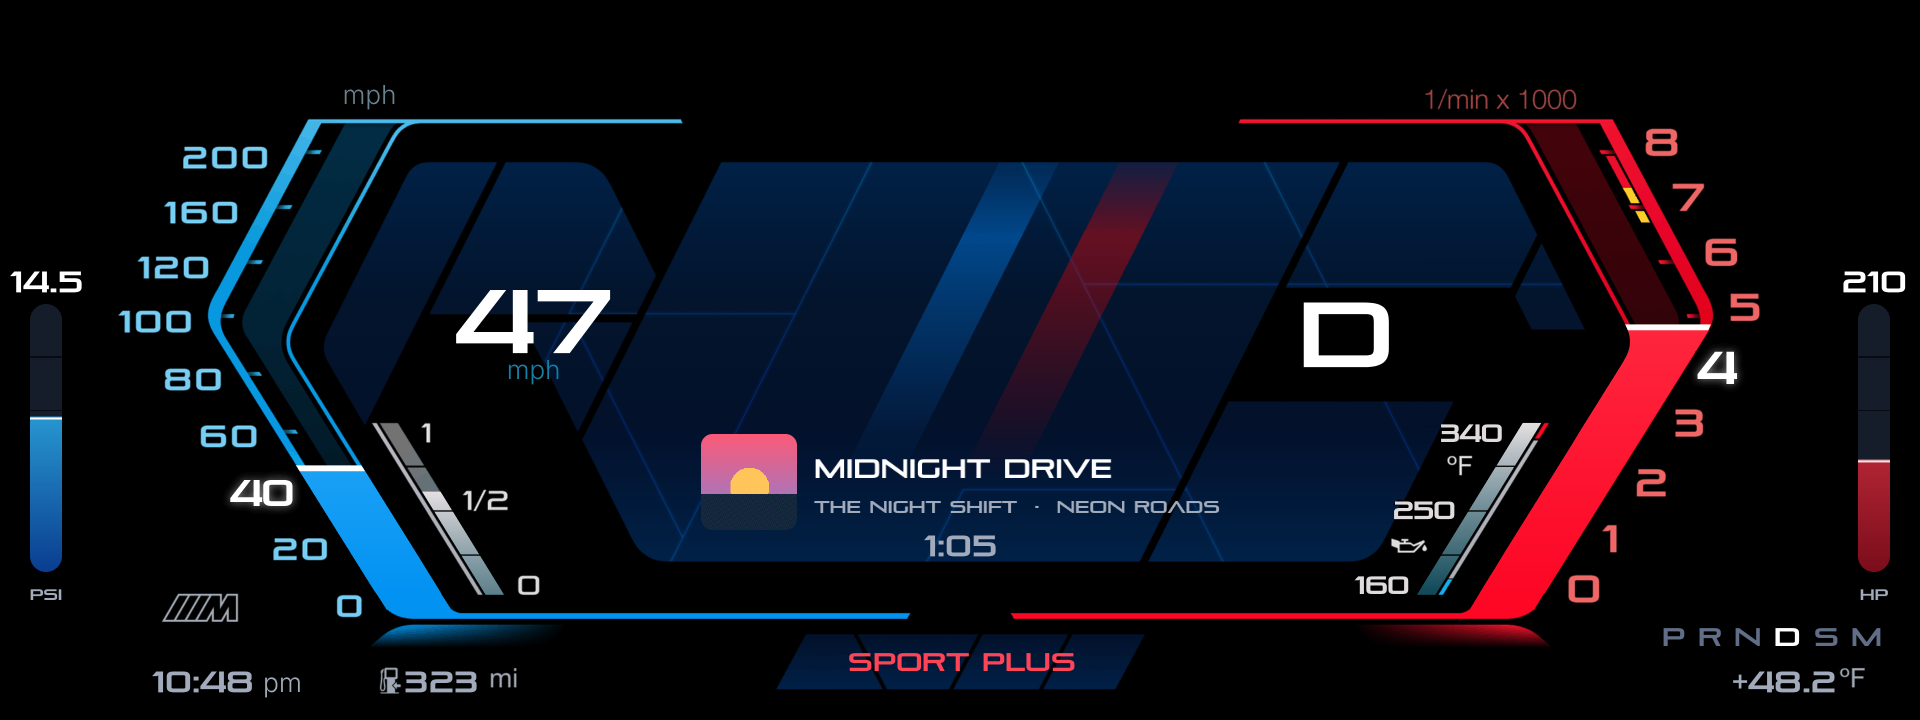 mph
1/min x 1000
200
160
120
100
80
60
40
20
0
8
7
6
5
4
3
2
1
0
14.5
PSI
210
HP
47
mph
D
1
1/2
0
340
°F
250
160
MIDNIGHT DRIVE
THE NIGHT SHIFT · NEON ROADS
1:05
M
P R N D S M
SPORT PLUS
10:48 pm
323 mi
+48.2°F